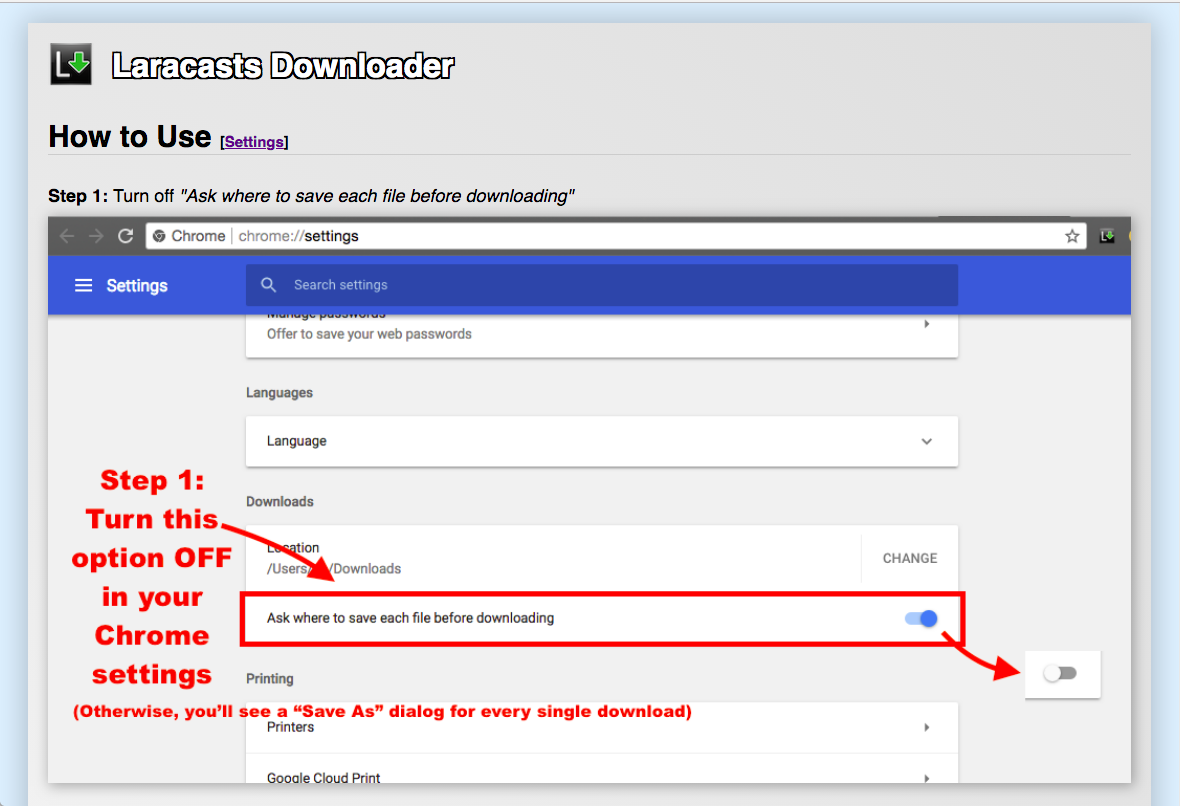 Laracasts Downloader
How to Use [Settings]
Step 1: Turn off "Ask where to save each file before downloading"
Chrome | chrome://settings
Settings
Search settings
Manage passwords
Offer to save your web passwords
Languages
Language
Downloads
Location
/Users/ /Downloads
CHANGE
Ask where to save each file before downloading
Step 1:
Turn this
option OFF
in your
Chrome
settings
(Otherwise, you'll see a “Save As” dialog for every single download)
Printing
Printers
Google Cloud Print